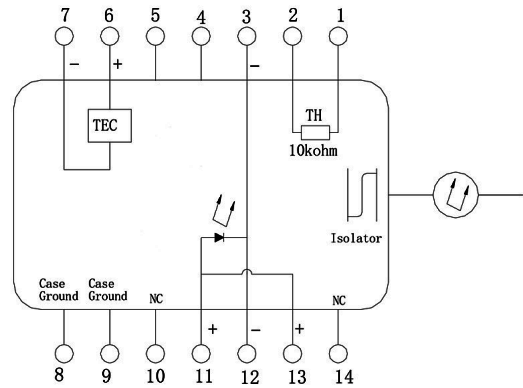 7 6 5 4 3 2 1
- + -
TEC
TH
10kohm
Isolator
Case Ground
Case Ground
NC
NC
+ - +
8 9 10 11 12 13 14